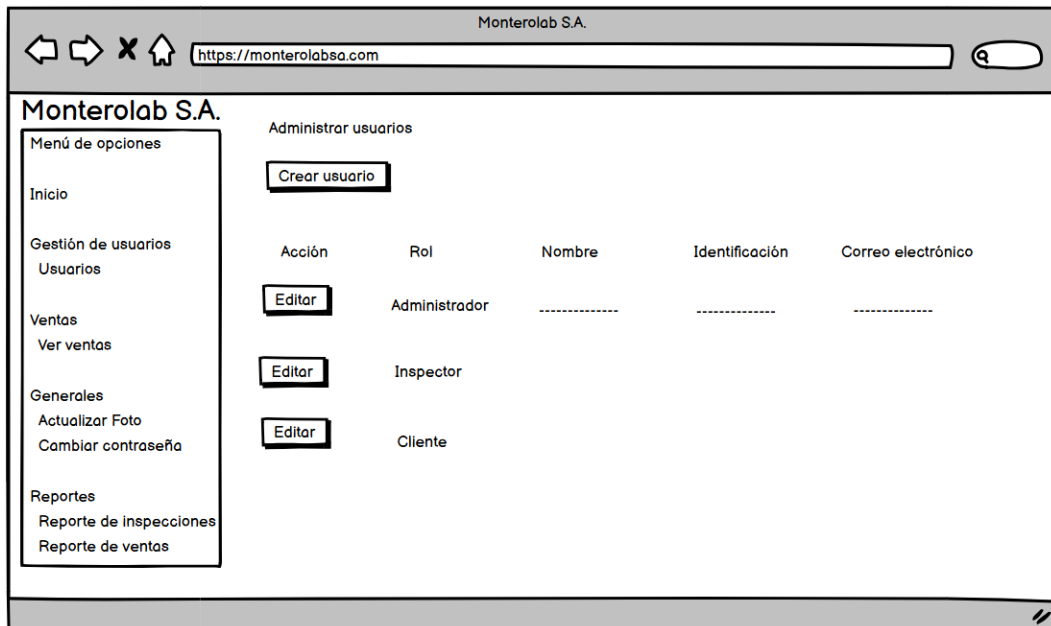 Monterolab S.A.
https://monterolabsa.com
Monterolab S.A.
Menú de opciones
Inicio
Gestión de usuarios
Usuarios
Ventas
Ver ventas
Generales
Actualizar Foto
Cambiar contraseña
Reportes
Reporte de inspecciones
Reporte de ventas
Administrar usuarios
Crear usuario
Acción Rol Nombre Identificación Correo electrónico
Editar Administrador -------------- -------------- --------------
Editar Inspector
Editar Cliente